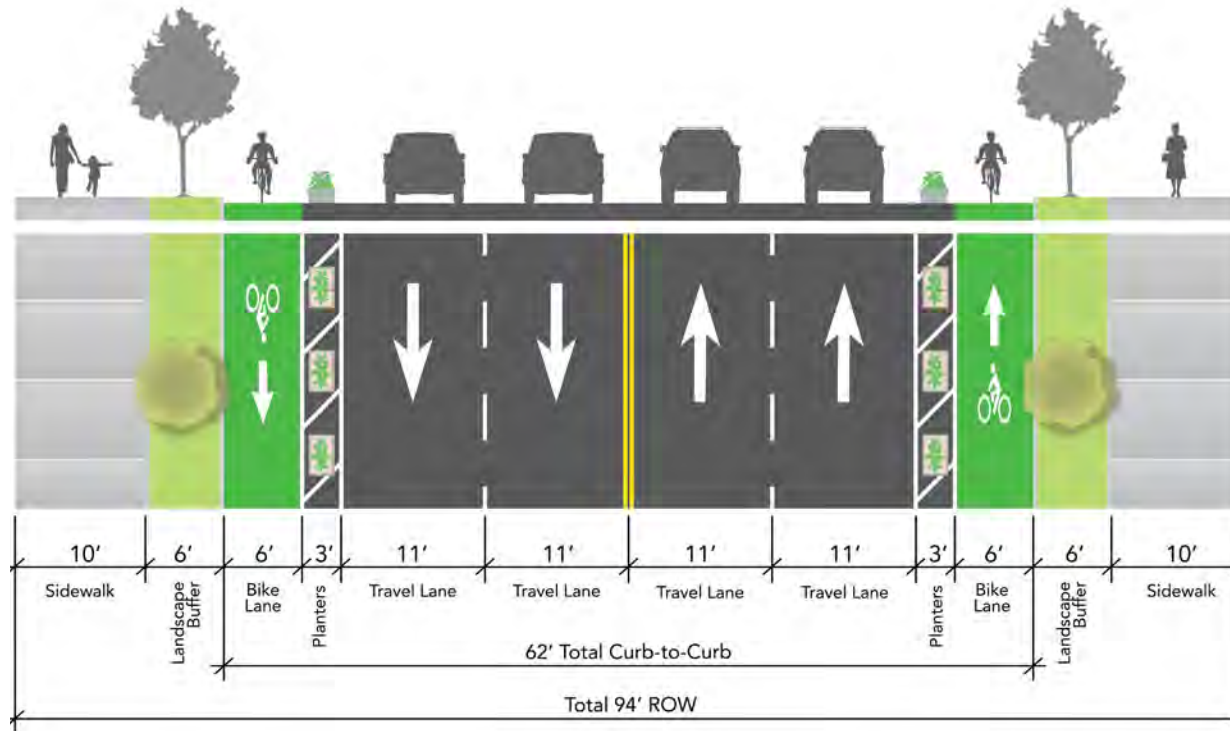 10’ 6’ 6’ 3’ 11’ 11’ 11’ 11’ 3’ 6’ 6’ 10’
Sidewalk
Landscape
Buffer
Bike
Lane
Planters
Travel Lane
Travel Lane
Travel Lane
Travel Lane
Planters
Bike
Lane
Landscape
Buffer
Sidewalk
62’ Total Curb-to-Curb
Total 94’ ROW